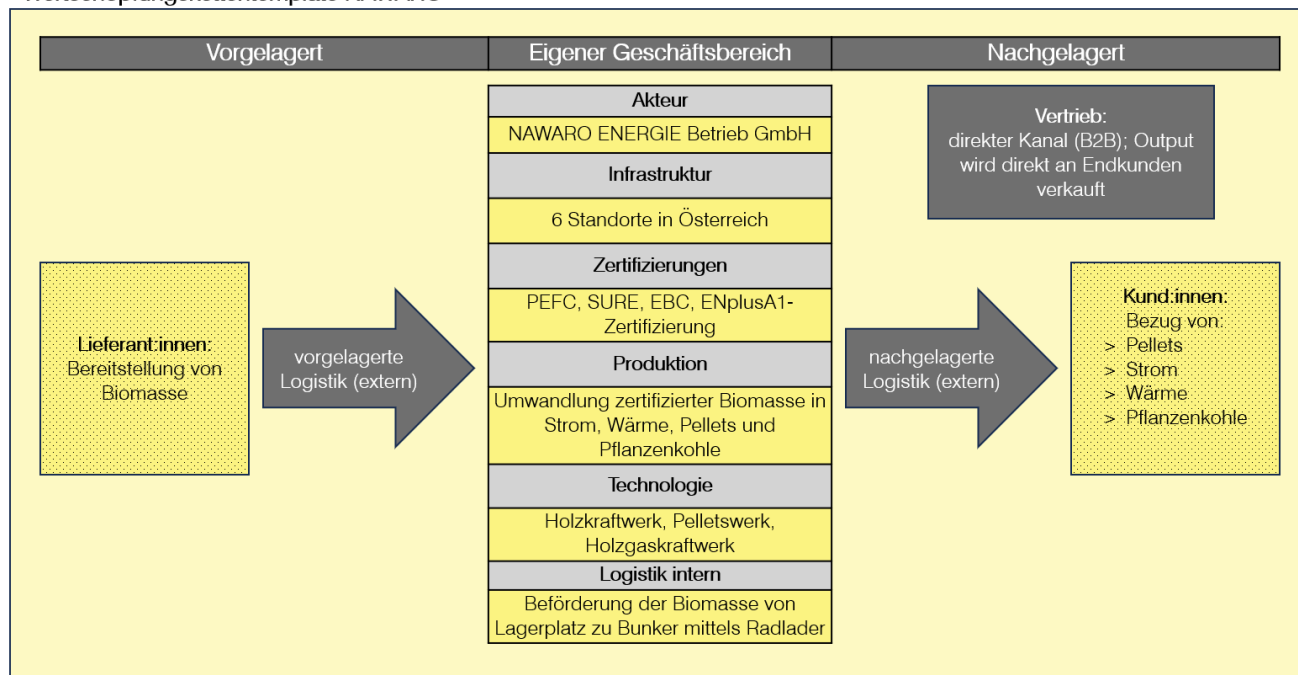 Vorgelagert
Eigener Geschäftsbereich
Nachgelagert
Lieferant:innen:
Bereitstellung von
Biomasse
vorgelagerte
Logistik (extern)
Akteur
NAWARO ENERGIE Betrieb GmbH
Infrastruktur
6 Standorte in Österreich
Zertifizierungen
PEFC, SURE, EBC, ENplusA1-
Zertifizierung
Produktion
Umwandlung zertifizierter Biomasse in
Strom, Wärme, Pellets und
Pflanzenkohle
Technologie
Holzkraftwerk, Pelletswerk,
Holzgaskraftwerk
Logistik intern
Beförderung der Biomasse von
Lagerplatz zu Bunker mittels Radlader
Vertrieb:
direkter Kanal (B2B); Output
wird direkt an Endkunden
verkauft
nachgelagerte
Logistik (extern)
Kund:innen:
Bezug von:
> Pellets
> Strom
> Wärme
> Pflanzenkohle